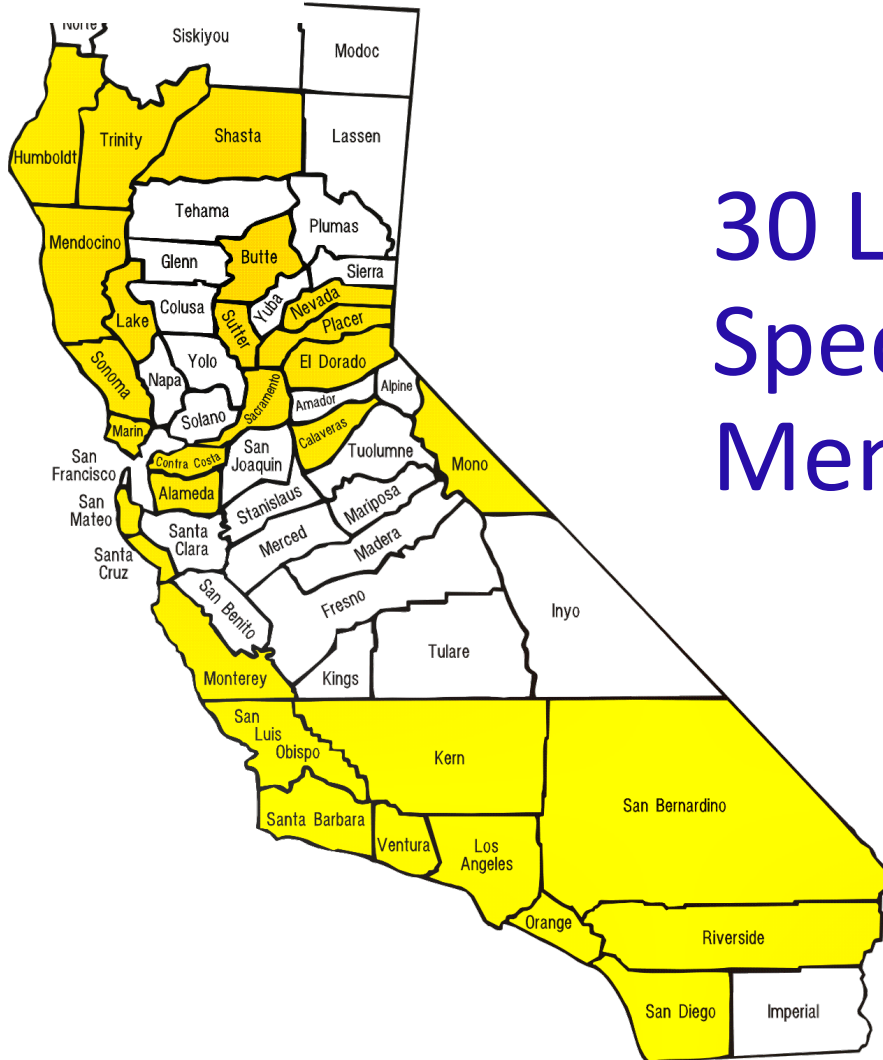 Norte
Siskiyou
Modoc
Humboldt
Trinity
Shasta
Lassen
Tehama
Plumas
Mendocino
Glenn
Butte
Sierra
Lake
Colusa
Sutter
Yuba
Nevada
Placer
Sonoma
Napa
Yolo
El Dorado
Sacramento
Amador
Alpine
Solano
Marin
Calaveras
San
Francisco
Contra Costa
San
Joaquin
Tuolumne
Mono
Alameda
San
Mateo
Stanislaus
Mariposa
Santa
Clara
Merced
Madera
Santa
Cruz
San Benito
Fresno
Inyo
Monterey
Kings
Tulare
San
Luis
Obispo
Kern
San Bernardino
Santa Barbara
Ventura
Los
Angeles
Orange
Riverside
San Diego
Imperial
30 L
Spec
Mer